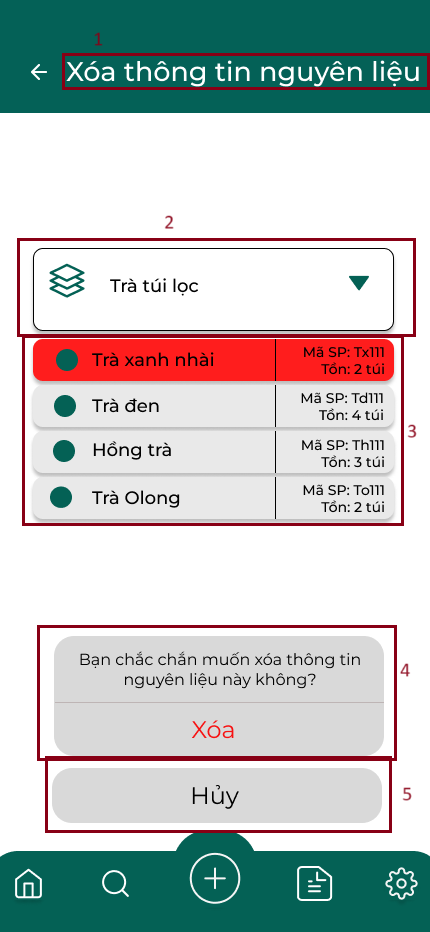 1
Xóa thông tin nguyên liệu
2
Trà túi lọc
Trà xanh nhài
Mã SP: Tx111
Tồn: 2 túi
Trà đen
Mã SP: Td111
Tồn: 4 túi
3
Hồng trà
Mã SP: Th111
Tồn: 3 túi
Trà Olong
Mã SP: To111
Tồn: 2 túi
Bạn chắc chắn muốn xóa thông tin
nguyên liệu này không?
4
Xóa
Hủy
5